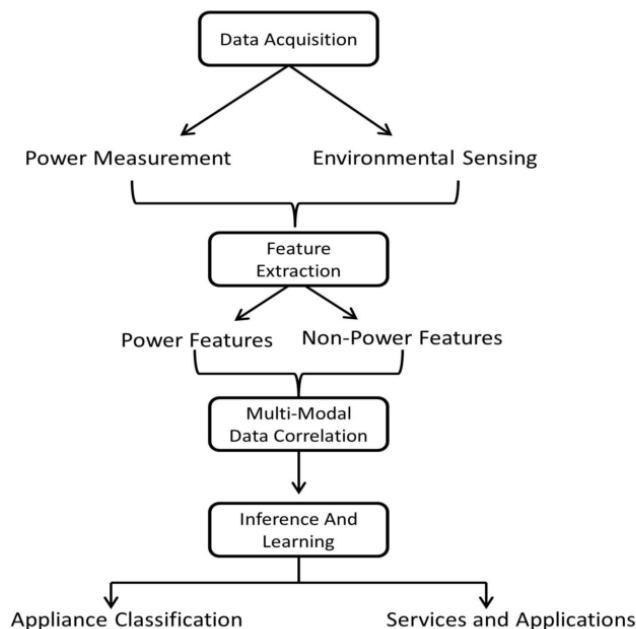 Data Acquisition
Power Measurement
Environmental Sensing
Feature
Extraction
Power Features
Non-Power Features
Multi-Modal
Data Correlation
Inference And
Learning
Appliance Classification
Services and Applications